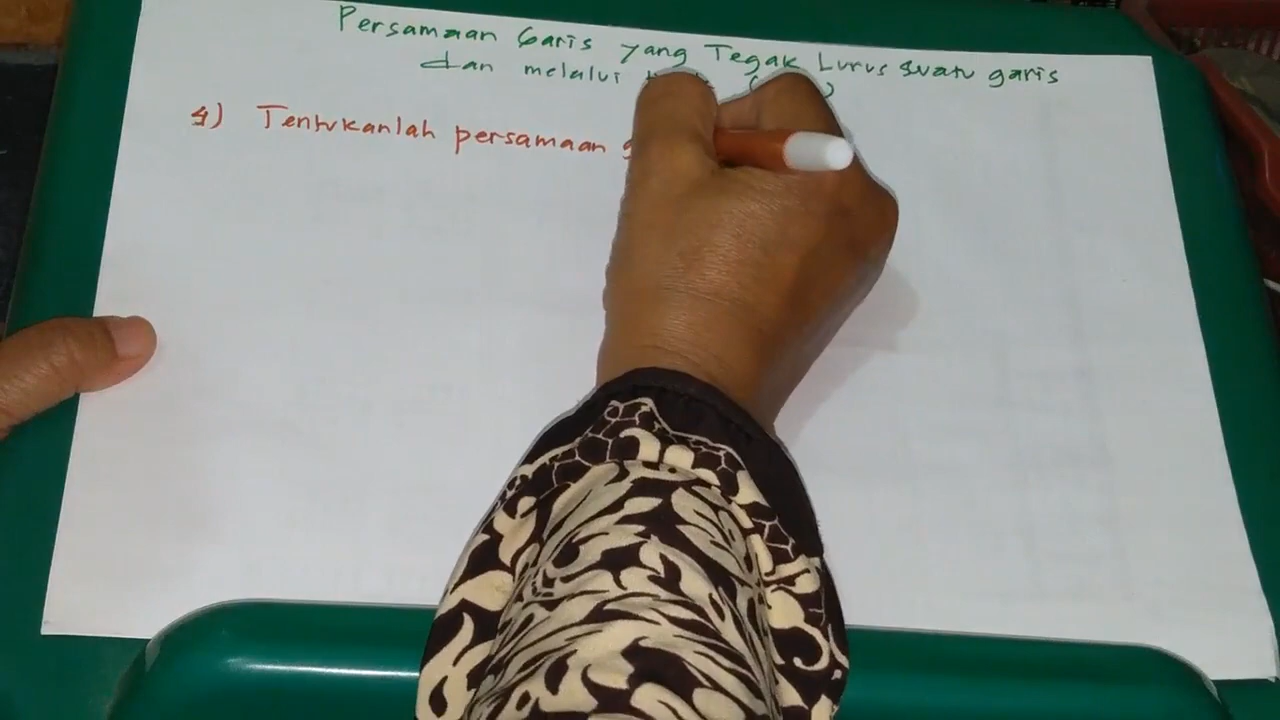 Persamaan Garis yang Tegak Lurus suatu garis
dan melalui
4) Tentukanlah persamaan